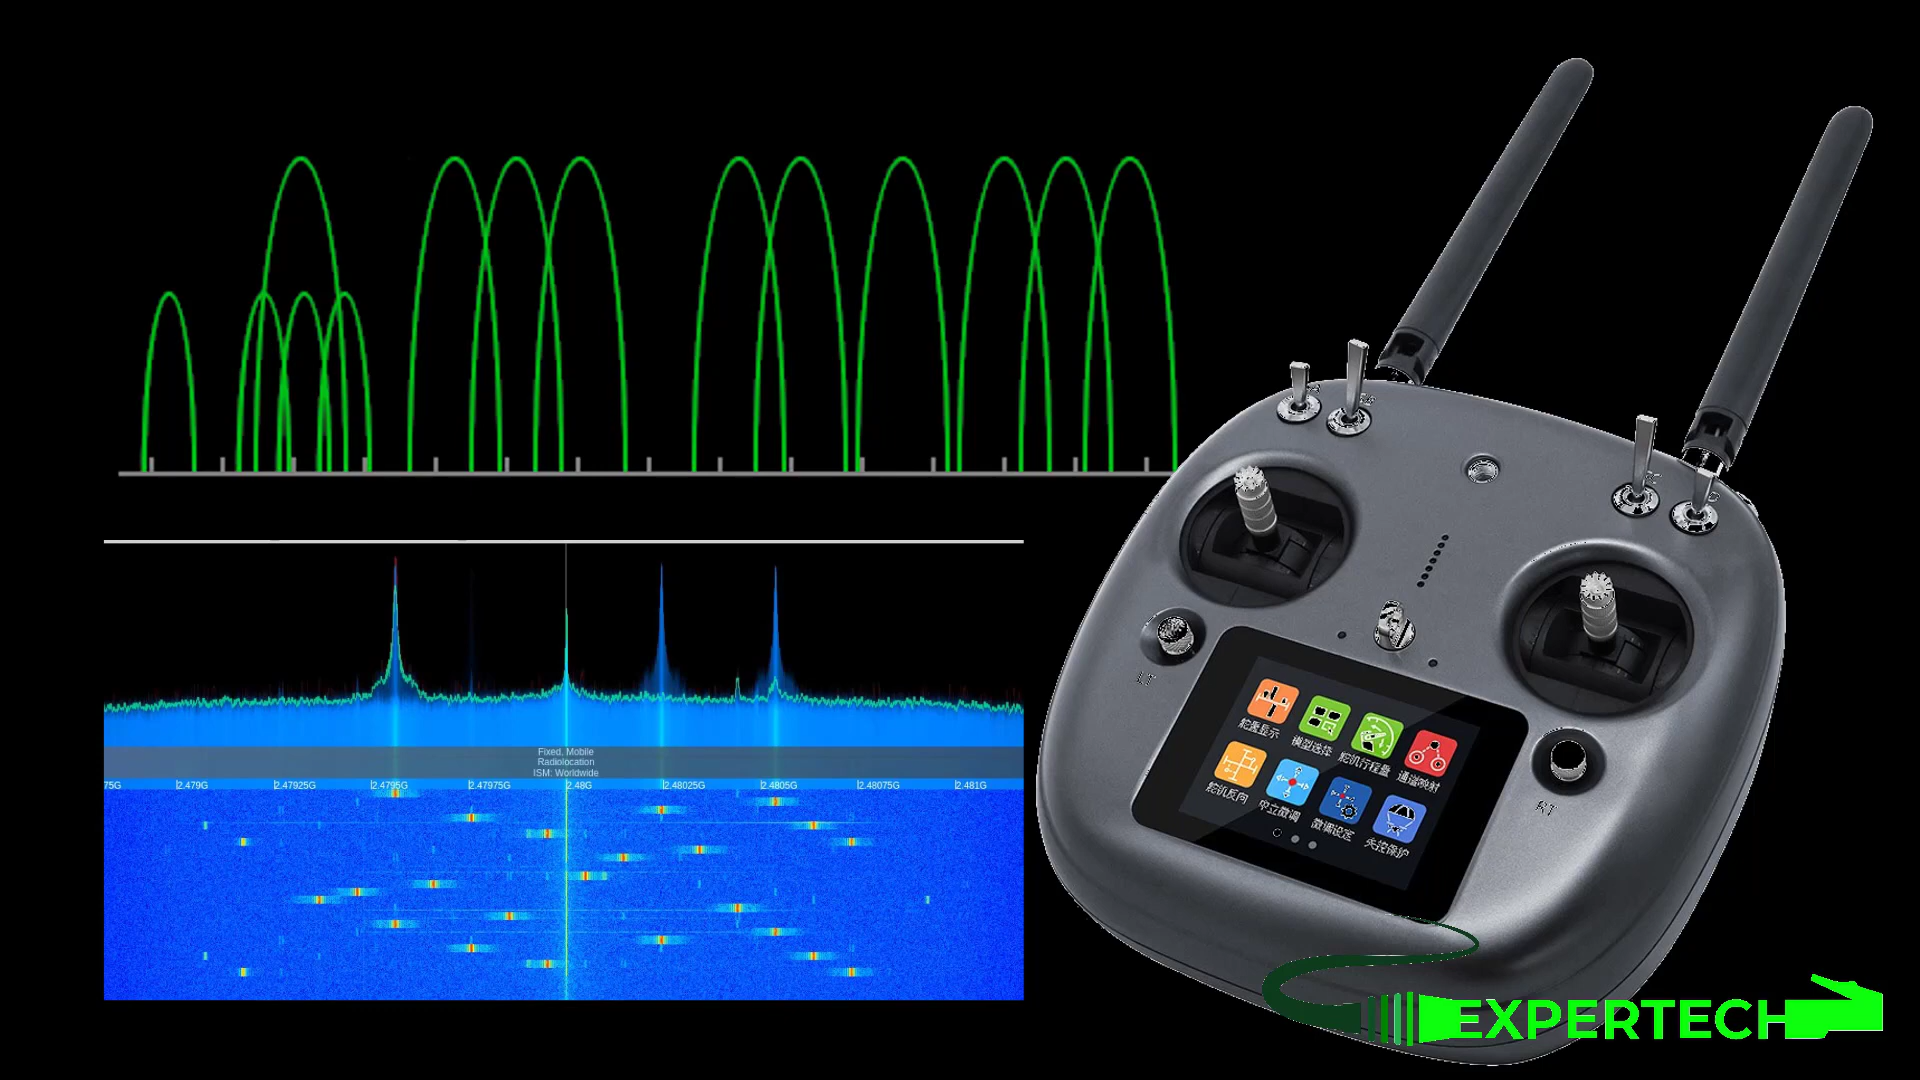 Fixed, Mobile
Radiolocation
ISM: Worldwide
75G 2.479G 2.47925G 2.4795G 2.47975G 2.48G 2.48025G 2.4805G 2.48075G 2.481G
LT
舵量显示 模型选择 舵机行程量 通道映射
舵机反向 中立微调 微调设定 失控保护
RT
EXPERTECH